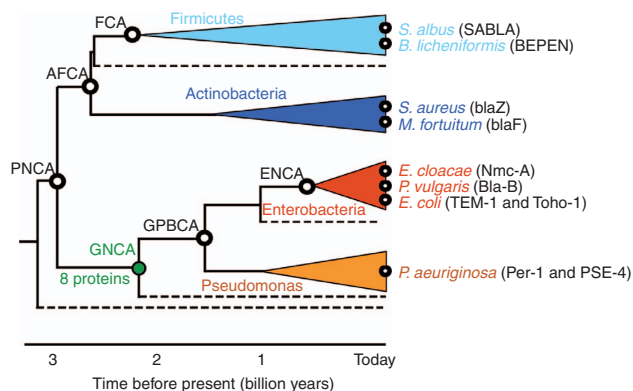 FCA
Firmicutes
S. albus (SABLA)
B. licheniformis (BEPEN)
AFCA
Actinobacteria
S. aureus (blaZ)
M. fortuitum (blaF)
PNCA
ENCA
E. cloacae (Nmc-A)
P. vulgaris (Bla-B)
E. coli (TEM-1 and Toho-1)
Enterobacteria
GPBCA
GNCA
8 proteins
Pseudomonas
P. aeuriginosa (Per-1 and PSE-4)
3 2 1 Today
Time before present (billion years)